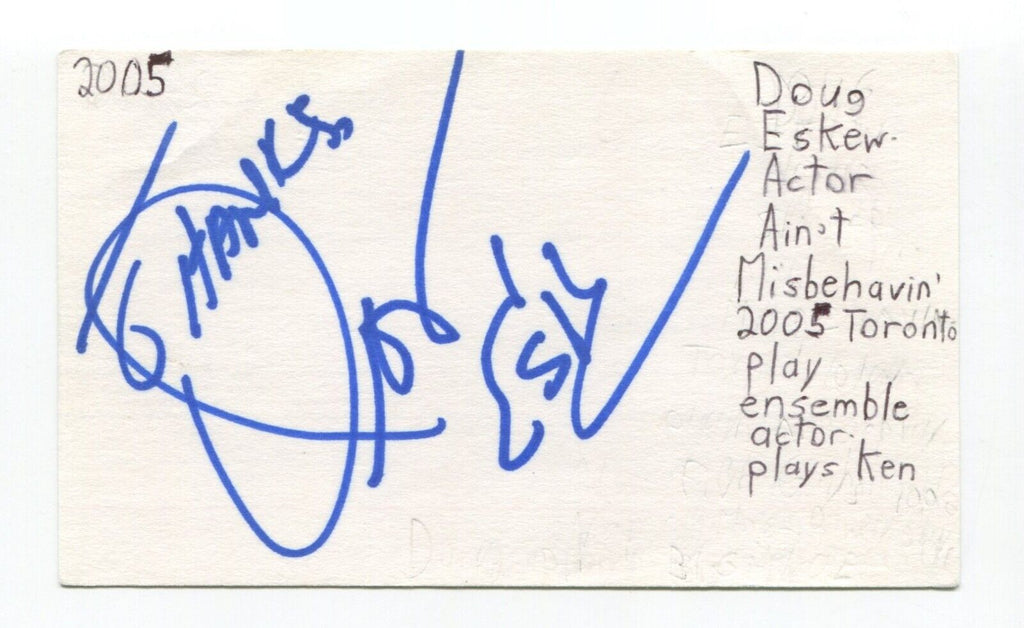 2005
THANKS
Doug
Eskew.
Actor
Ain't
Misbehavin'
2005 Toronto
play
ensemble
actor.
plays Ken